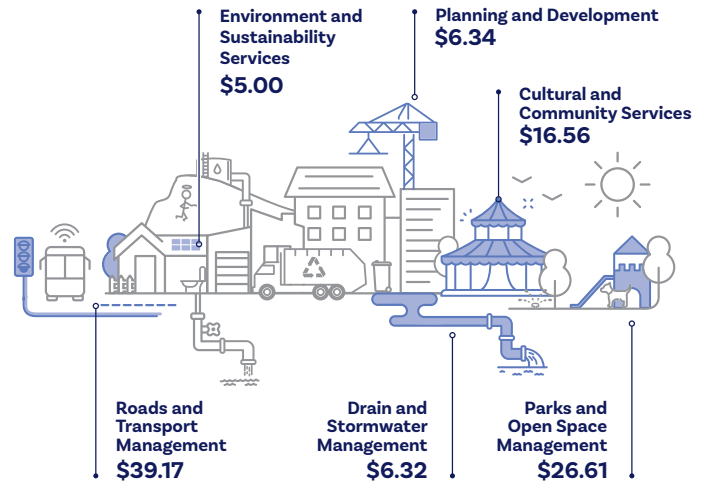 Environment and
Sustainability
Services
$5.00
Planning and Development
$6.34
Cultural and
Community Services
$16.56
Roads and
Transport
Management
$39.17
Drain and
Stormwater
Management
$6.32
Parks and
Open Space
Management
$26.61